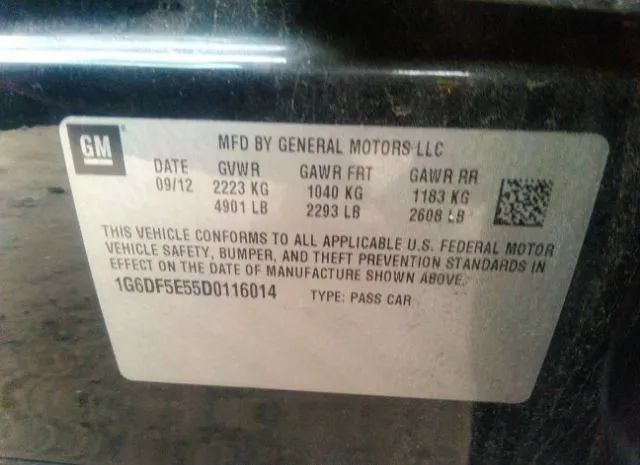 GM
MFD BY GENERAL MOTORS LLC
DATE GVWR GAWR FRT GAWR RR
09/12 2223 KG 1040 KG 1183 KG
4901 LB 2293 LB 2608 LB
THIS VEHICLE CONFORMS TO ALL APPLICABLE U.S. FEDERAL MOTOR
VEHICLE SAFETY, BUMPER, AND THEFT PREVENTION STANDARDS IN
EFFECT ON THE DATE OF MANUFACTURE SHOWN ABOVE.
1G6DF5E55D0116014 TYPE: PASS CAR